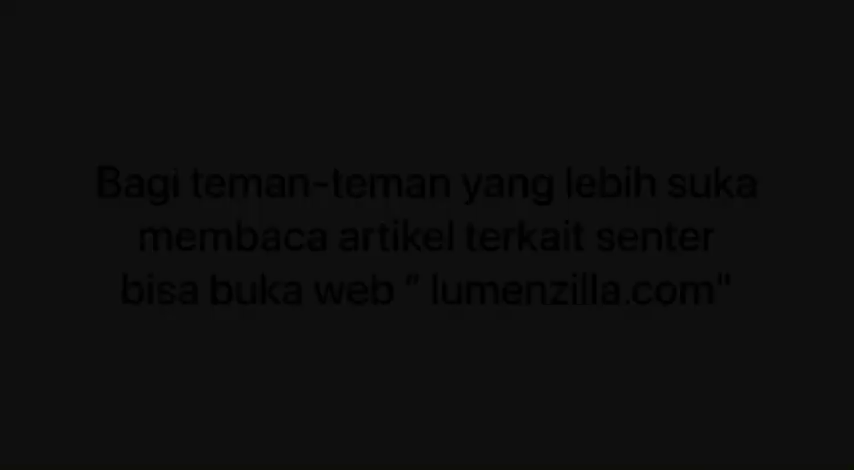 Bagi teman-teman yang lebih suka
membaca artikel terkait senter
bisa buka web “ lumenzilla.com"